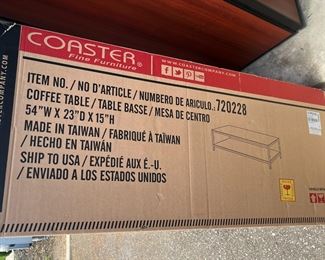 COASTER®
Fine Furniture
COASTERCOMPANY.COM
ITEM NO. / NO D'ARTICLE / NUMBERO DE ARICULO.:720228
COFFEE TABLE / TABLE BASSE / MESA DE CENTRO
54"W X 23"D X 15"H
MADE IN TAIWAN / FABRIQUÉ À TAÏWAN
/ HECHO EN TAIWÁN
SHIP TO USA / EXPÉDIÉ AUX É.-U.
/ ENVIADO A LOS ESTADOS UNIDOS